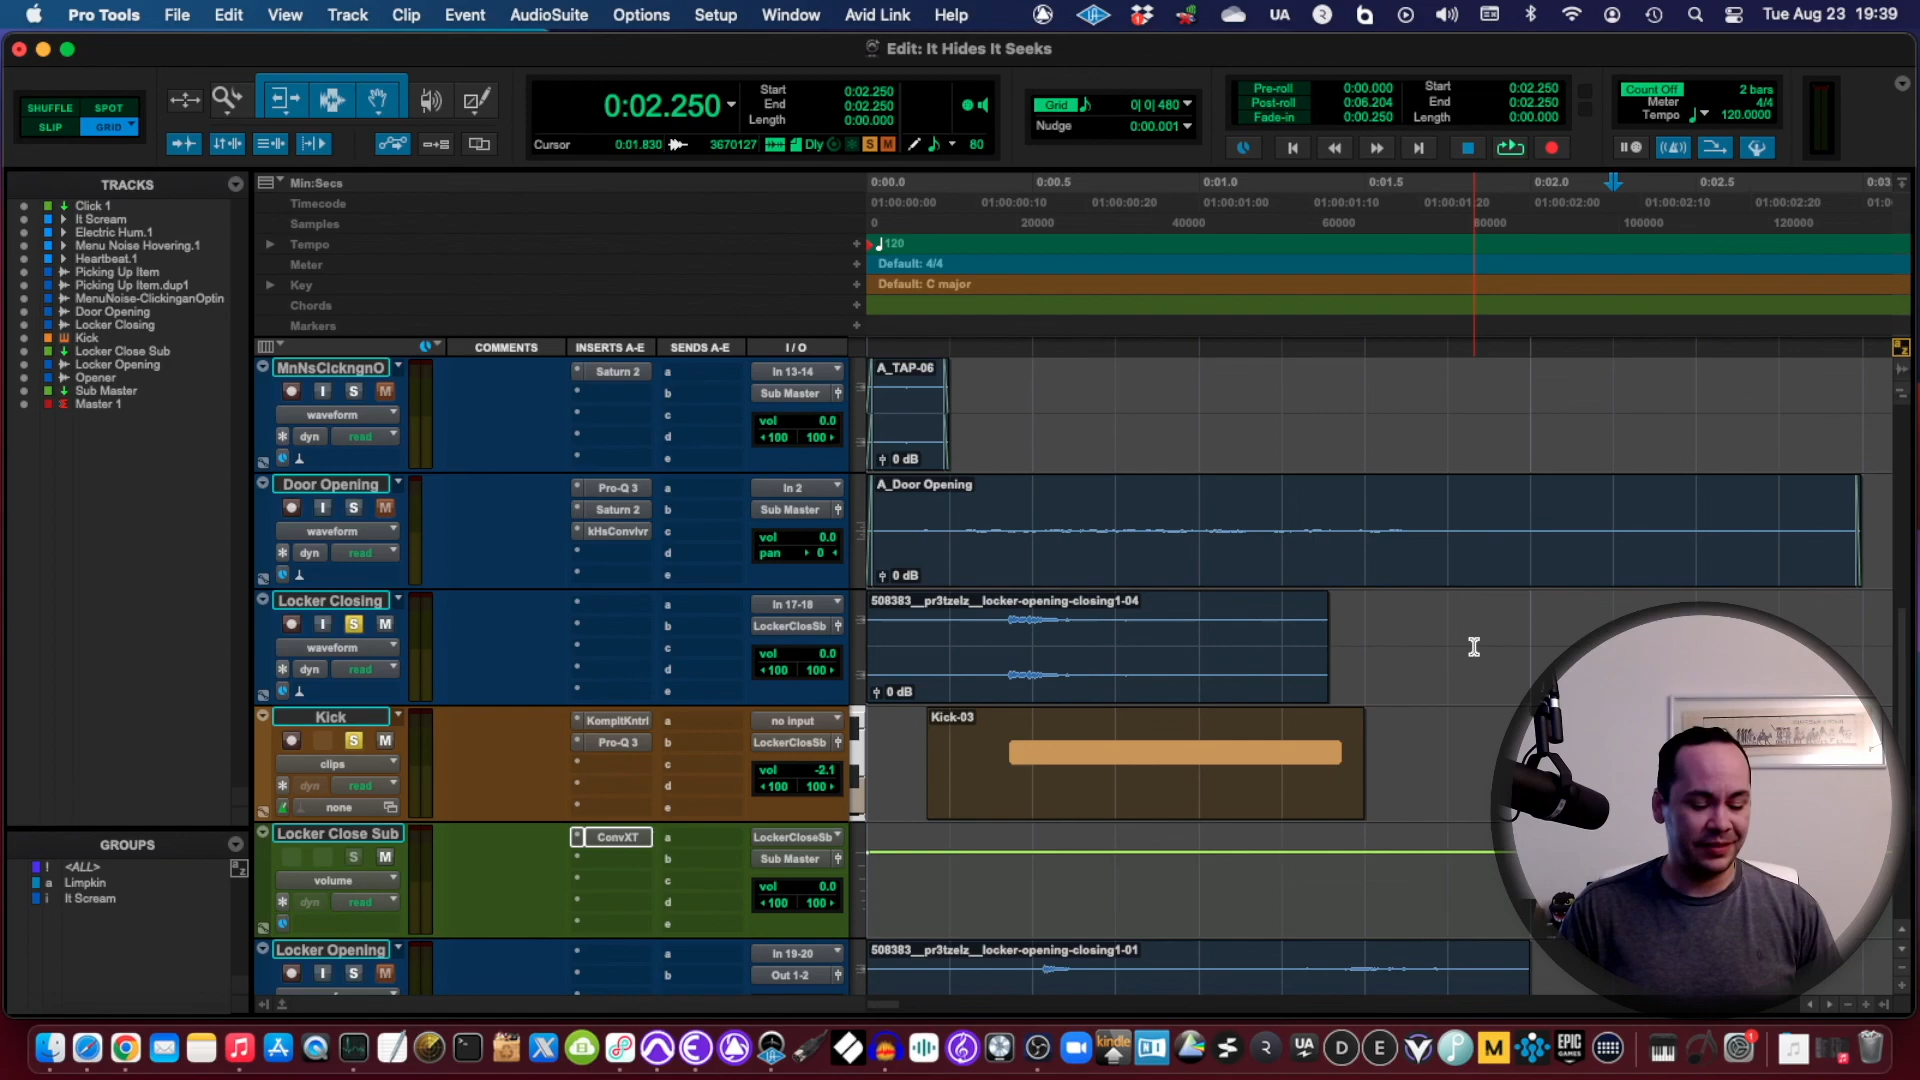 Pro Tools File Edit View Track Clip Event AudioSuite Options Setup Window Avid Link Help UA Tue Aug 23 19:39
Edit: It Hides It Seeks
SHUFFLE SPOT
SLIP GRID
0:02.250
Start 0:02.250
End 0:02.250
Length 0:00.000
Cursor 0:01.830 3670127 Dly S M 80
Grid 0| 0| 480
Nudge 0:00.001
Pre-roll 0:00.000
Post-roll 0:06.204
Fade-in 0:00.250
Start 0:02.250
End 0:02.250
Length 0:00.000
Count Off 2 bars
Meter 4/4
Tempo 120.0000
TRACKS
Click 1
It Scream
Electric Hum.1
Menu Noise Hovering.1
Heartbeat.1
Picking Up Item
Picking Up Item.dup1
MenuNoise-ClickinganOptin
Door Opening
Locker Closing
Kick
Locker Close Sub
Locker Opening
Opener
Sub Master
Master 1
GROUPS
! <ALL>
a Limpkin
i It Scream
Min:Secs 0:00.0 0:00.5 0:01.0 0:01.5 0:02.0 0:02.5 0:03
Timecode 01:00:00:00 01:00:00:10 01:00:00:20 01:00:01:00 01:00:01:10 01:00:01:20 01:00:02:00 01:00:02:10 01:00:02:20 01:0
Samples 0 20000 40000 60000 80000 100000 120000
Tempo 120
Meter Default: 4/4
Key Default: C major
Chords
Markers
COMMENTS INSERTS A-E SENDS A-E I / O
MnNsClckngnO
I S M
waveform
dyn read
Saturn 2
a
b
c
d
e
In 13-14
Sub Master
vol 0.0
100 100
A_TAP-06
0 dB
Door Opening
I S M
waveform
dyn read
Pro-Q 3
Saturn 2
kHsConvlvr
a
b
c
d
e
In 2
Sub Master
vol 0.0
pan 0
A_Door Opening
0 dB
Locker Closing
I S M
waveform
dyn read
a
b
c
d
e
In 17-18
LockerClosSb
vol 0.0
100 100
508383__pr3tzelz__locker-opening-closing1-04
0 dB
Kick
S M
clips
dyn read
none
KompltKntrl
Pro-Q 3
a
b
c
d
e
no input
LockerClosSb
vol -2.1
100 100
Kick-03
Locker Close Sub
S M
volume
dyn read
ConvXT
a
b
c
d
e
LockerCloseSb
Sub Master
vol 0.0
100 100
Locker Opening
I S M
a
b
In 19-20
Out 1-2
508383__pr3tzelz__locker-opening-closing1-01
kindle
UA
D
E
M
EPIC
GAMES